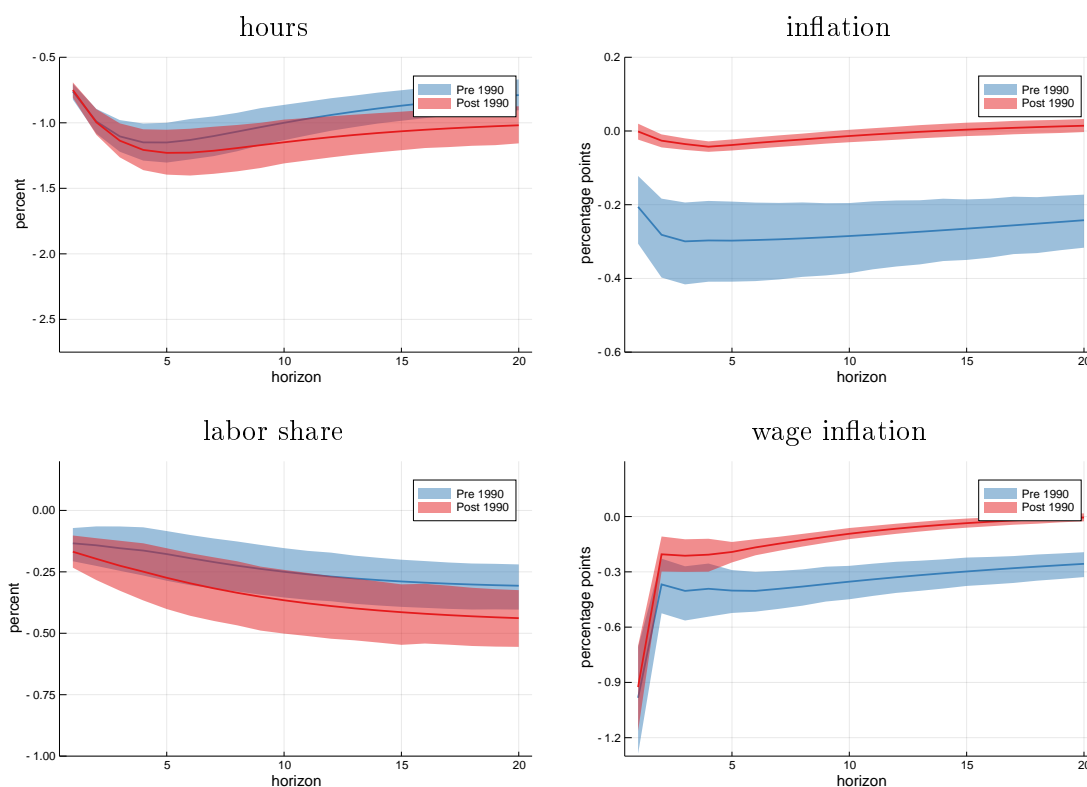 hours
- 0.5
- 1.0
- 1.5
- 2.0
- 2.5
percent
Pre 1990
Post 1990
5
10
15
20
horizon
inflation
0.2
0.0
- 0.2
- 0.4
- 0.6
percentage points
Pre 1990
Post 1990
5
10
15
20
horizon
labor share
0.00
- 0.25
- 0.50
- 0.75
- 1.00
percent
Pre 1990
Post 1990
5
10
15
20
horizon
wage inflation
0.0
- 0.3
- 0.6
- 0.9
- 1.2
percentage points
Pre 1990
Post 1990
5
10
15
20
horizon